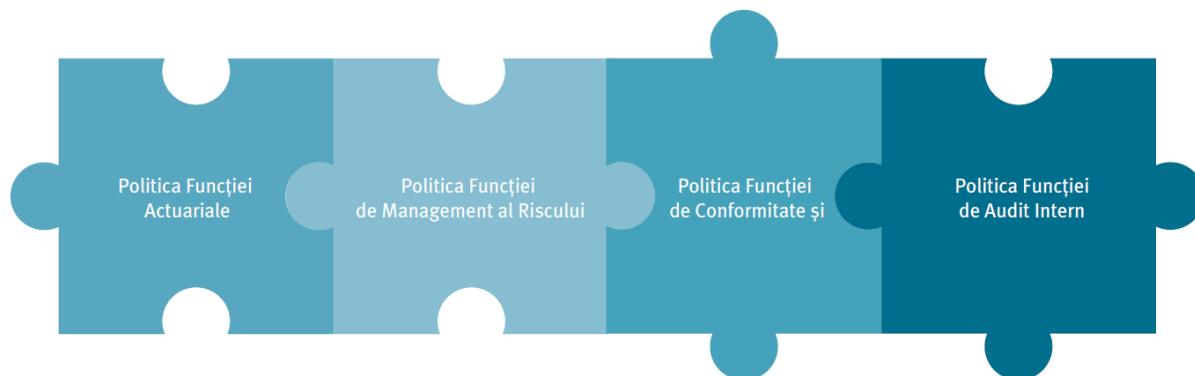 Politica Funcției
Actuariale
Politica Funcției
de Management al Riscului
Politica Funcției
de Conformitate și
Politica Funcției
de Audit Intern